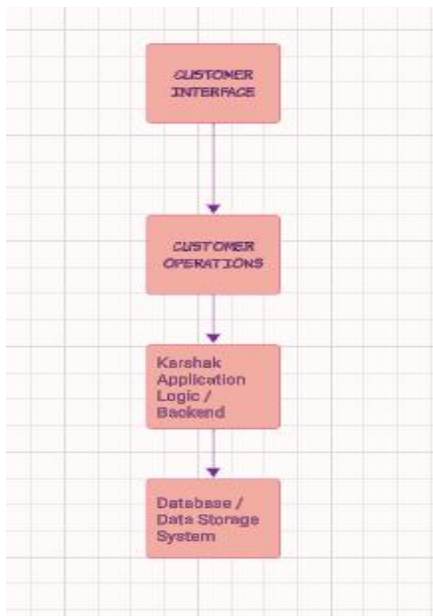 CUSTOMER
INTERFACE
CUSTOMER
OPERATIONS
Karshak
Application
Logic /
Backend
Database /
Data Storage
System